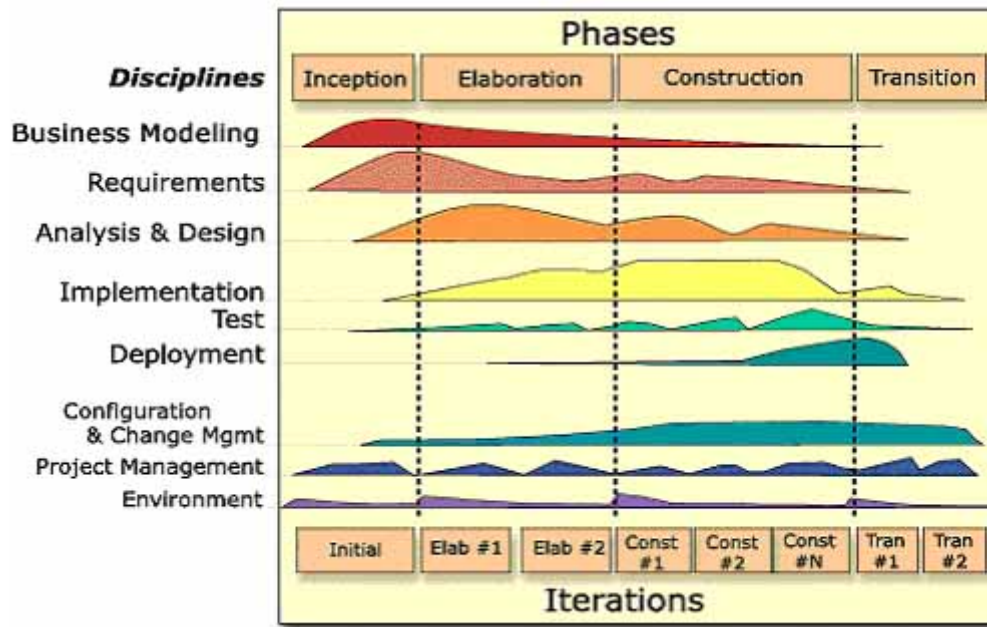 Phases
Disciplines Inception Elaboration Construction Transition
Business Modeling
Requirements
Analysis & Design
Implementation
Test
Deployment
Configuration
& Change Mgmt
Project Management
Environment
Initial Elab #1 Elab #2 Const #1 Const #2 Const #N Tran #1 Tran #2
Iterations